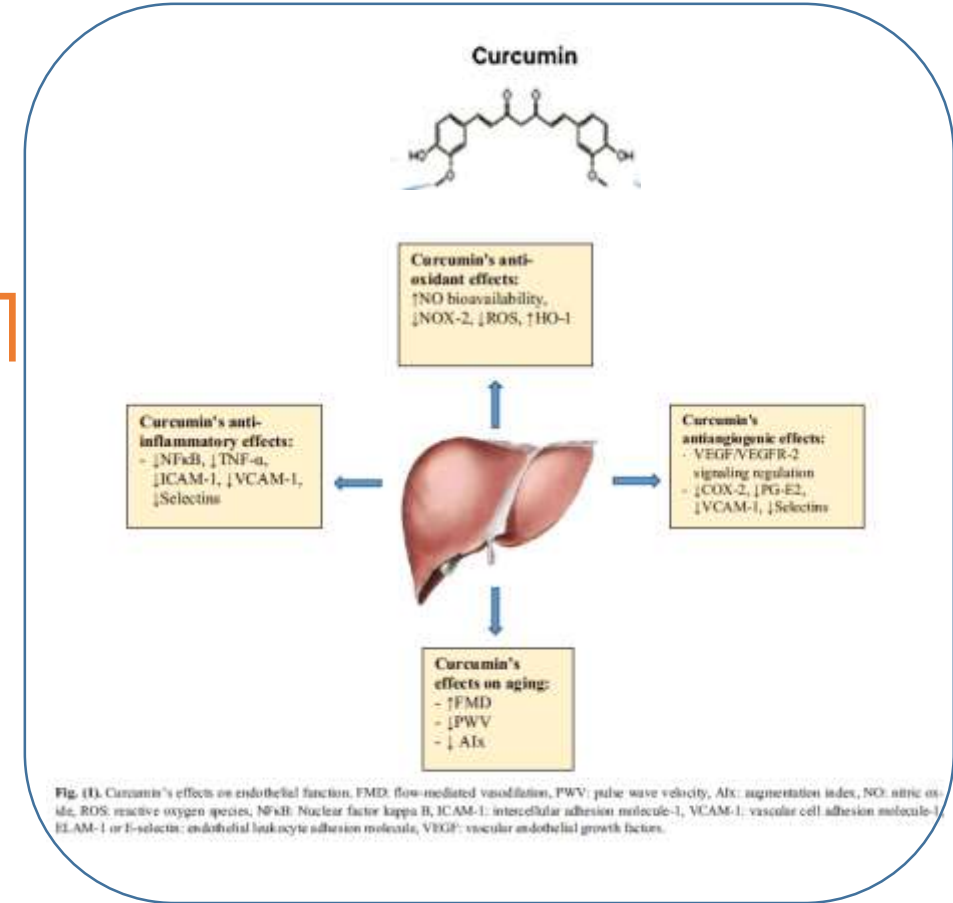 Curcumin
O O
HO
O
O
OH
Curcumin's anti-
oxidant effects:
↑NO bioavailability,
↓NOX-2, ↓ROS, ↑HO-1
Curcumin's anti-
inflammatory effects:
- ↓NFκB, ↓TNF-α,
↓ICAM-1, ↓VCAM-1,
↓Selectins
Curcumin's
antiangiogenic effects:
- VEGF/VEGFR-2
signaling regulation
- ↓COX-2, ↓PG-E2,
↓VCAM-1, ↓Selectins
Curcumin's
effects on aging:
- ↑FMD
- ↓PWV
- ↓ AIx
Fig. (1). Curcumin's effects on endothelial function. FMD: flow-mediated vasodilation, PWV: pulse wave velocity, AIx: augmentation index, NO: nitric ox-
ide, ROS: reactive oxygen species, NFκB: Nuclear factor kappa B, ICAM-1: intercellular adhesion molecule-1, VCAM-1: vascular cell adhesion molecule-1,
ELAM-1 or E-selectin: endothelial leukocyte adhesion molecule, VEGF: vascular endothelial growth factors.